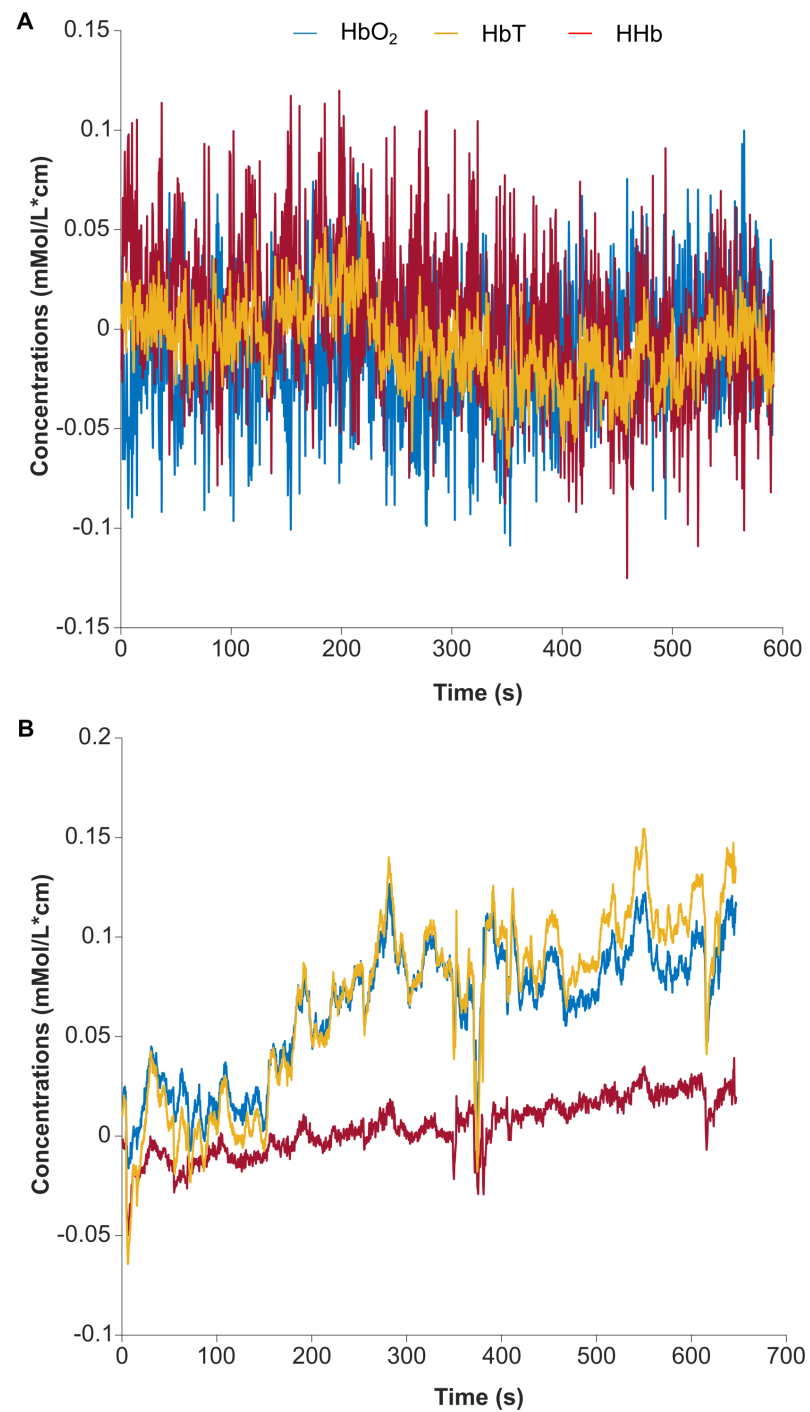 A
HbO₂ HbT HHb
0.15
0.1
0.05
0
-0.05
-0.1
-0.15
Concentrations (mMol/L*cm)
0 100 200 300 400 500 600
Time (s)
B
0.2
0.15
0.1
0.05
0
-0.05
-0.1
Concentrations (mMol/L*cm)
0 100 200 300 400 500 600 700
Time (s)